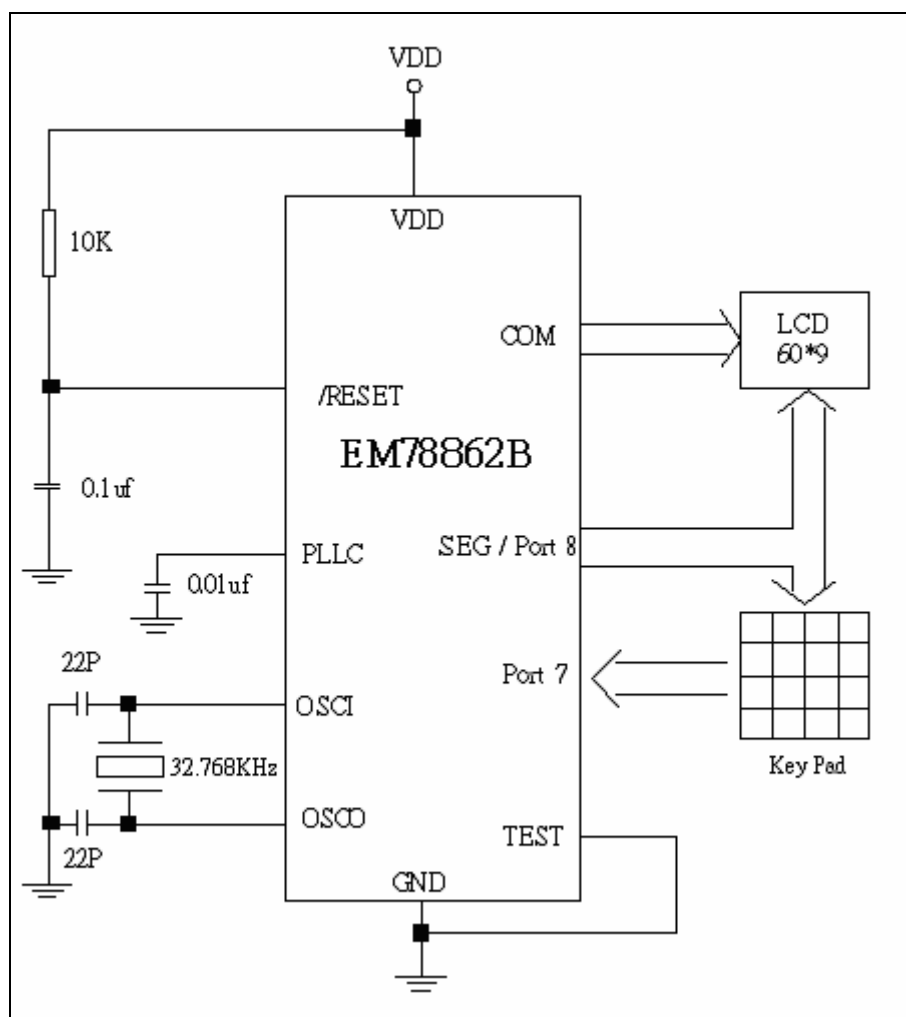 VDD
VDD
10K
COM
LCD
60*9
/RESET
EM78862B
0.1uf
SEG / Port 8
PLLC
0.01uf
22P
Port 7
OSCI
32.768KHz
Key Pad
OSCO
TEST
22P
GND